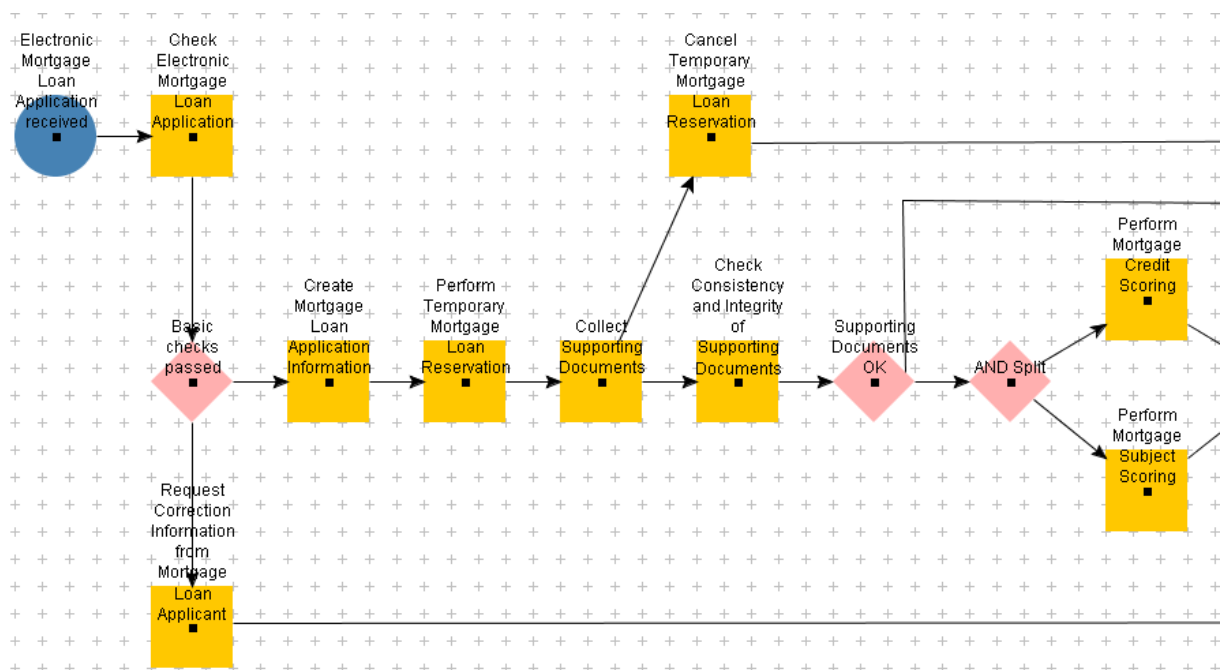 Electronic
Mortgage
Loan
Application
received
Check
Electronic
Mortgage
Loan
Application
Cancel
Temporary
Mortgage
Loan
Reservation
Basic
checks
passed
Create
Mortgage
Loan
Application
Information
Perform
Temporary
Mortgage
Loan
Reservation
Collect
Supporting
Documents
Check
Consistency
and Integrity
of
Supporting
Documents
Supporting
Documents
OK
AND Split
Perform
Mortgage
Credit
Scoring
Perform
Mortgage
Subject
Scoring
Request
Correction
Information
from
Mortgage
Loan
Applicant